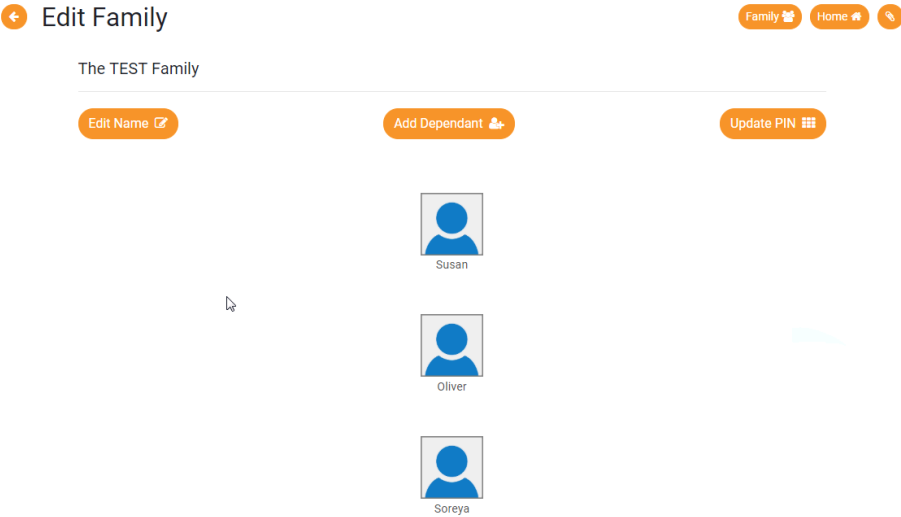 Edit Family
Family
Home
The TEST Family
Edit Name
Add Dependant
Update PIN
Susan
Oliver
Soreya